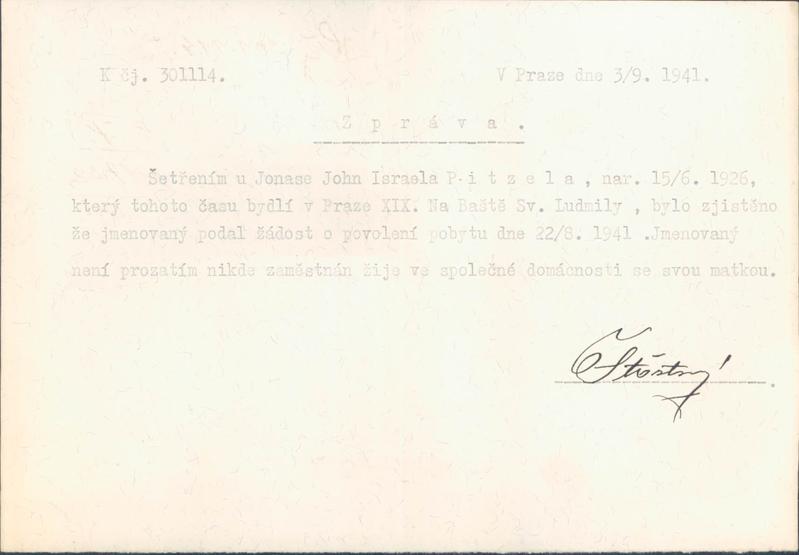 K čj. 301114. V Praze dne 3/9. 1941.
Z p r á v a .
Šetřením u Jonase John Israela P i t z e l a , nar. 15/6. 1926,
který tohoto času bydlí v Praze XIX. Na Baště Sv. Ludmily , bylo zjistěno
že jmenovaný podal žádost o povolení pobytu dne 22/8. 1941 .Jmenovaný
není prozatím nikde zaměstnán žije ve společné domácnosti se svou matkou.